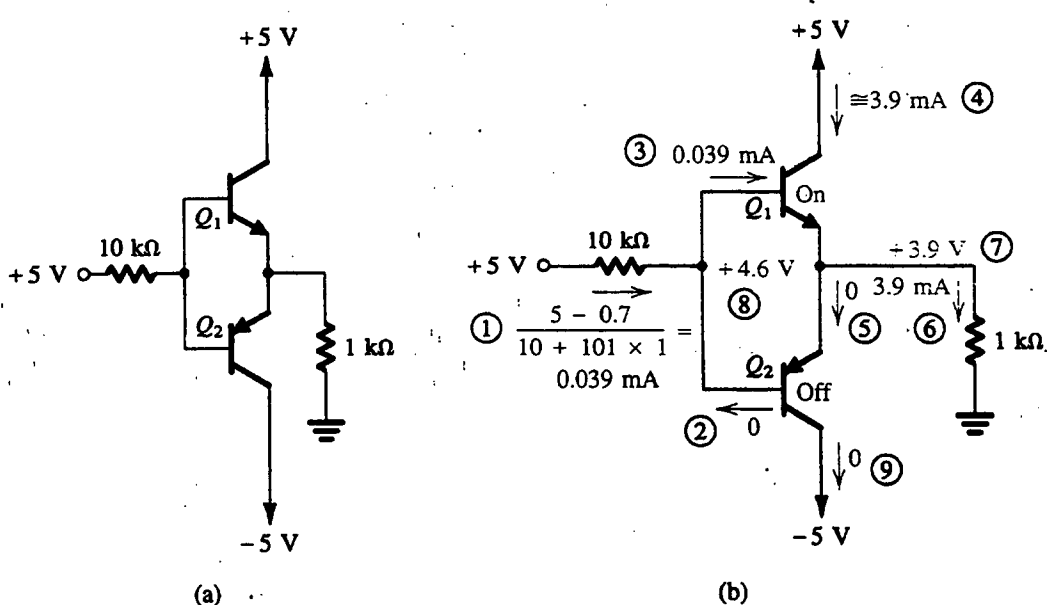 +5 V
Q1
10 kΩ
+5 V
Q2
1 kΩ
−5 V
(a)
+5 V
≅3.9 mA ④
③ 0.039 mA
On
Q1
10 kΩ
+5 V
+4.6 V
+3.9 V ⑦
⑧
0 3.9 mA
⑤ ⑥
① 5 − 0.7
10 + 101 × 1 =
0.039 mA
1 kΩ
Q2
Off
② 0
0 ⑨
−5 V
(b)